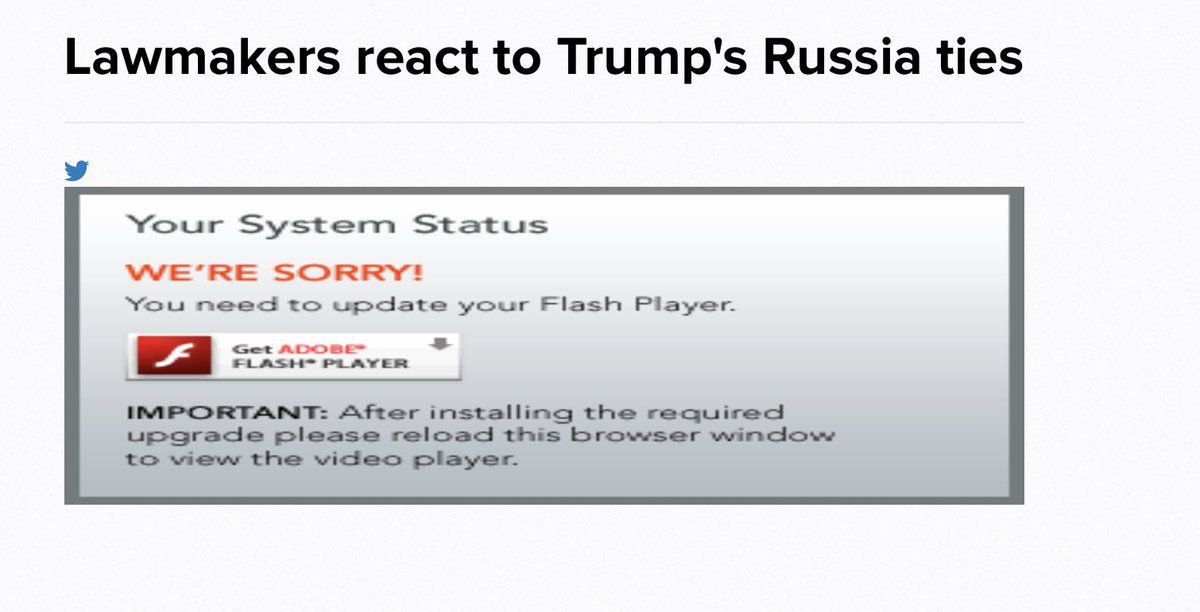 Lawmakers react to Trump's Russia ties
Your System Status
WE'RE SORRY!
You need to update your Flash Player.
Get ADOBE®
FLASH® PLAYER
IMPORTANT: After installing the required
upgrade please reload this browser window
to view the video player.